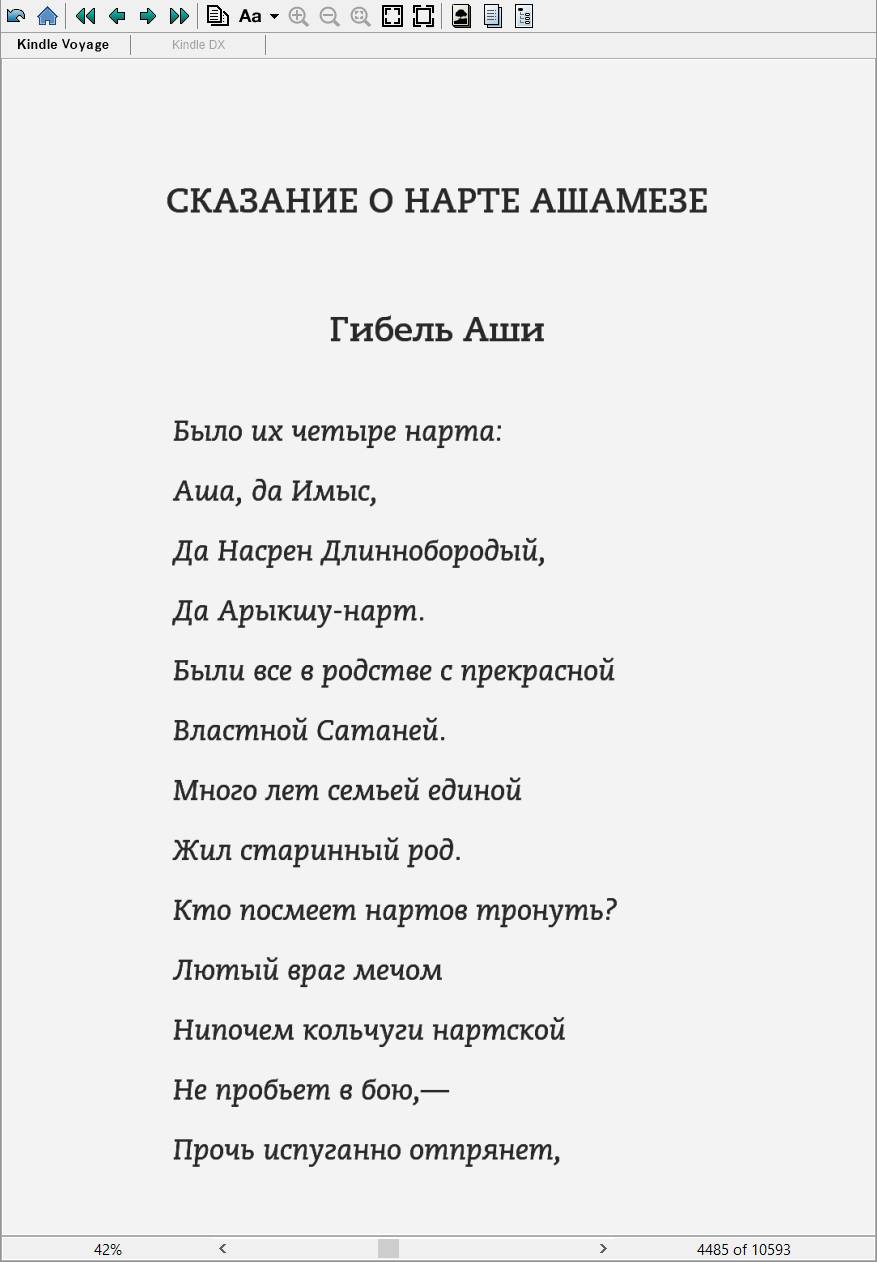 Aa
Kindle Voyage
Kindle DX
СКАЗАНИЕ О НАРТЕ АШАМЕЗЕ
Гибель Аши
Было их четыре нарта:
Аша, да Имыс,
Да Насрен Длиннобородый,
Да Арыкшу-нарт.
Были все в родстве с прекрасной
Властной Сатаней.
Много лет семьей единой
Жил старинный род.
Кто посмеет нартов тронуть?
Лютый враг мечом
Нипочем кольчуги нартской
Не пробьет в бою,—
Прочь испуганно отпрянет,
42%
4485 of 10593